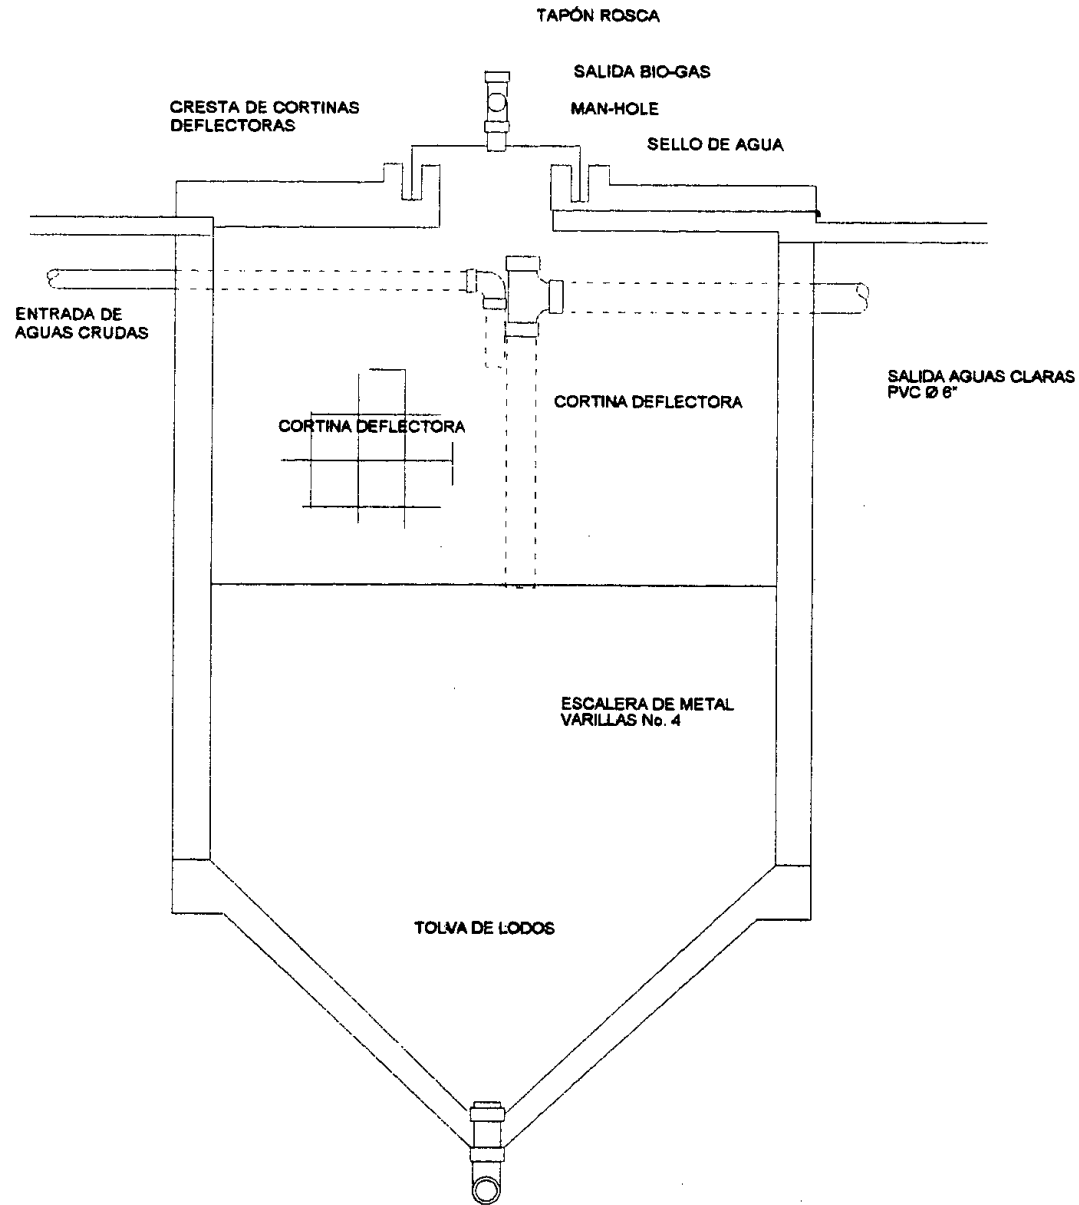 TAPÓN ROSCA
SALIDA BIO-GAS
CRESTA DE CORTINAS
DEFLECTORAS
MAN-HOLE
SELLO DE AGUA
ENTRADA DE
AGUAS CRUDAS
SALIDA AGUAS CLARAS
PVC Ø 6"
CORTINA DEFLECTORA
CORTINA DEFLECTORA
ESCALERA DE METAL
VARILLAS No. 4
TOLVA DE LODOS